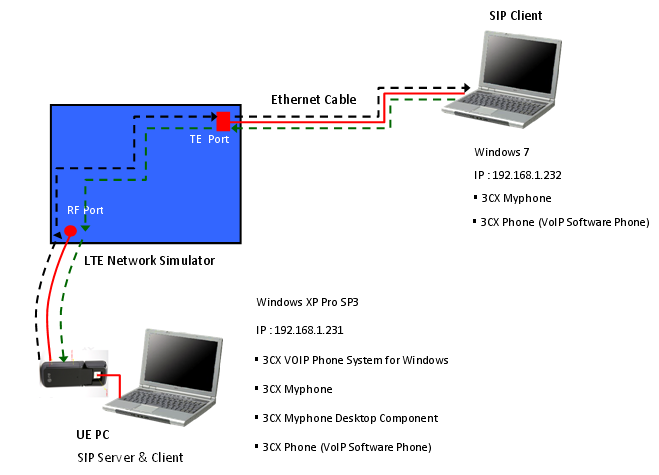 SIP Client
Ethernet Cable
TE Port
Windows 7
IP : 192.168.1.232
▪ 3CX Myphone
▪ 3CX Phone (VoIP Software Phone)
RF Port
LTE Network Simulator
Windows XP Pro SP3
IP : 192.168.1.231
▪ 3CX VOIP Phone System for Windows
▪ 3CX Myphone
▪ 3CX Myphone Desktop Component
▪ 3CX Phone (VoIP Software Phone)
UE PC
SIP Server & Client